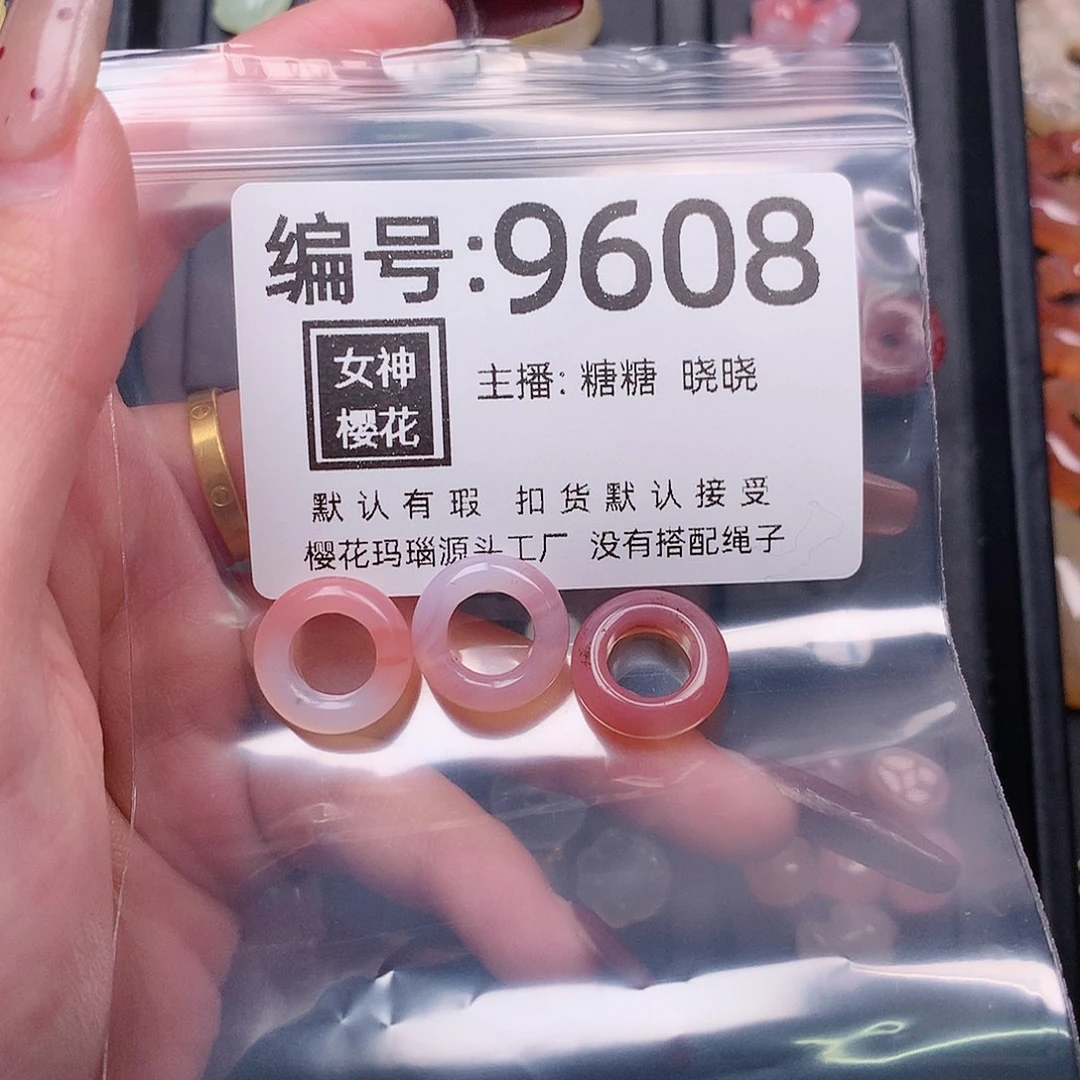 编号:9608
女神
樱花
主播: 糖糖 晓晓
默认有瑕 扣货默认接受
樱花玛瑙源头工厂 没有搭配绳子